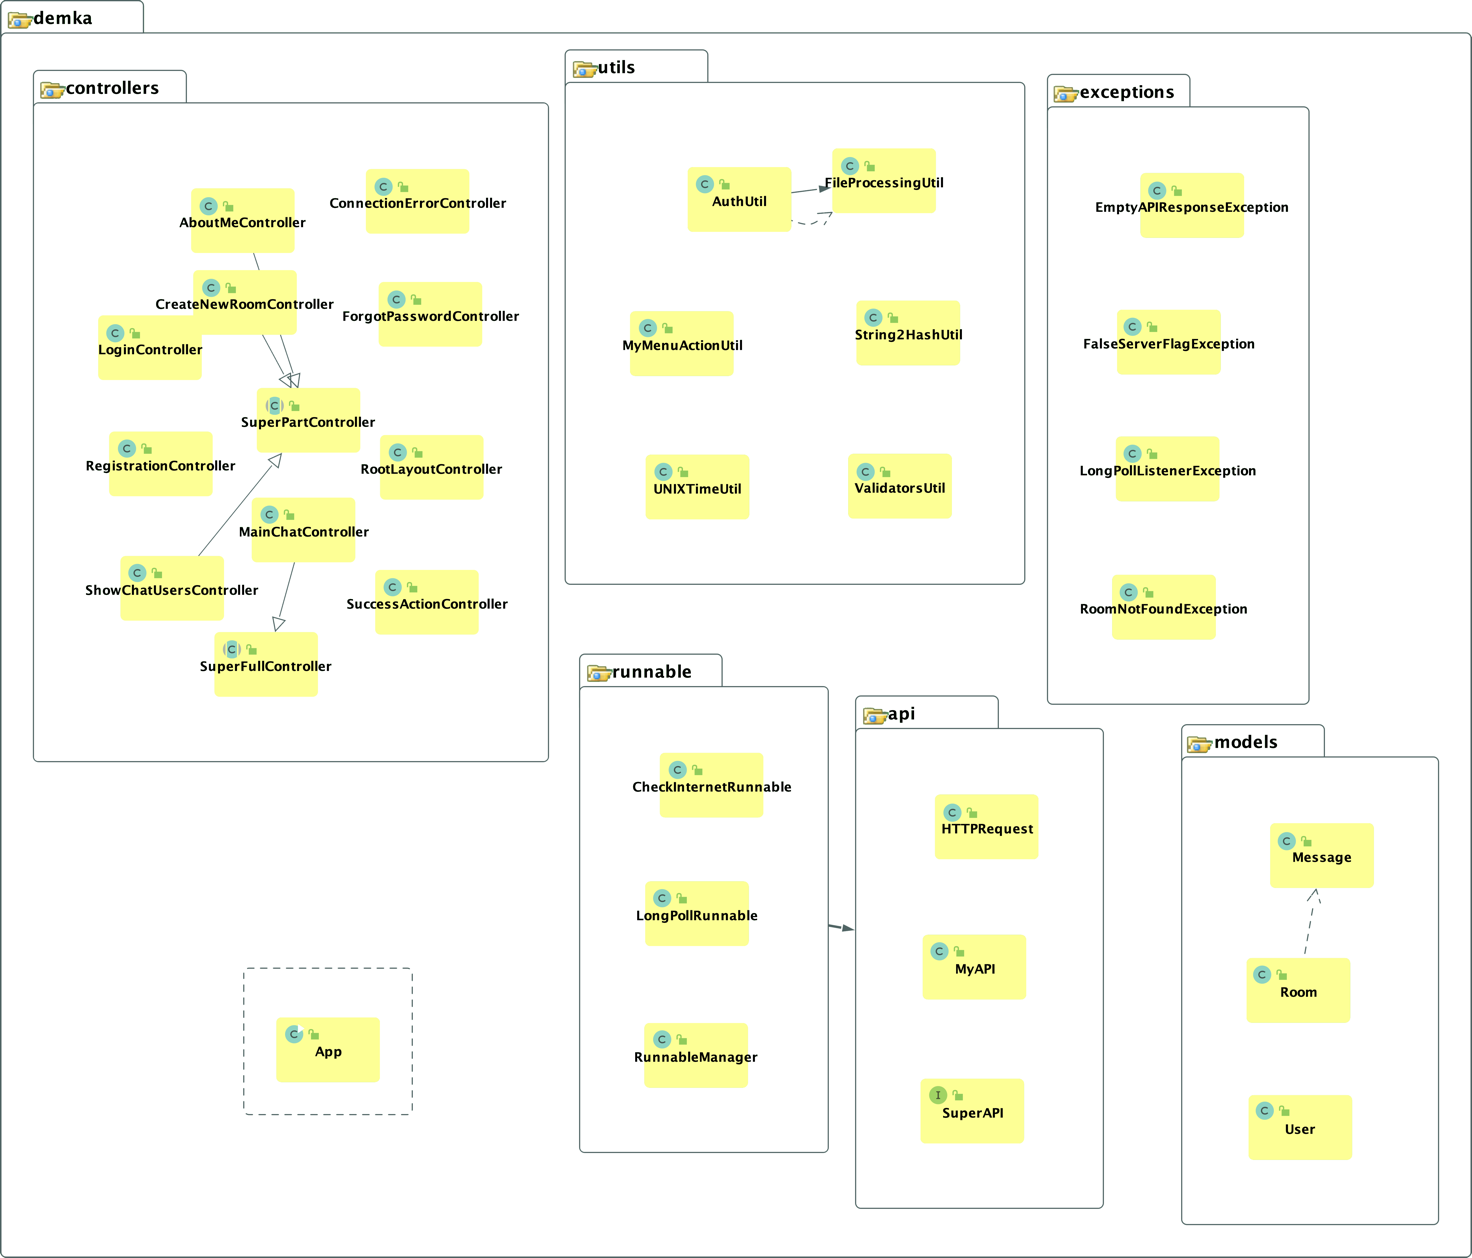 demka
controllers
AboutMeController
ConnectionErrorController
CreateNewRoomController
ForgotPasswordController
LoginController
SuperPartController
RegistrationController
RootLayoutController
MainChatController
ShowChatUsersController
SuccessActionController
SuperFullController
utils
AuthUtil
FileProcessingUtil
MyMenuActionUtil
String2HashUtil
UNIXTimeUtil
ValidatorsUtil
exceptions
EmptyAPIResponseException
FalseServerFlagException
LongPollListenerException
RoomNotFoundException
runnable
CheckInternetRunnable
LongPollRunnable
RunnableManager
api
HTTPRequest
MyAPI
SuperAPI
models
Message
Room
User
App